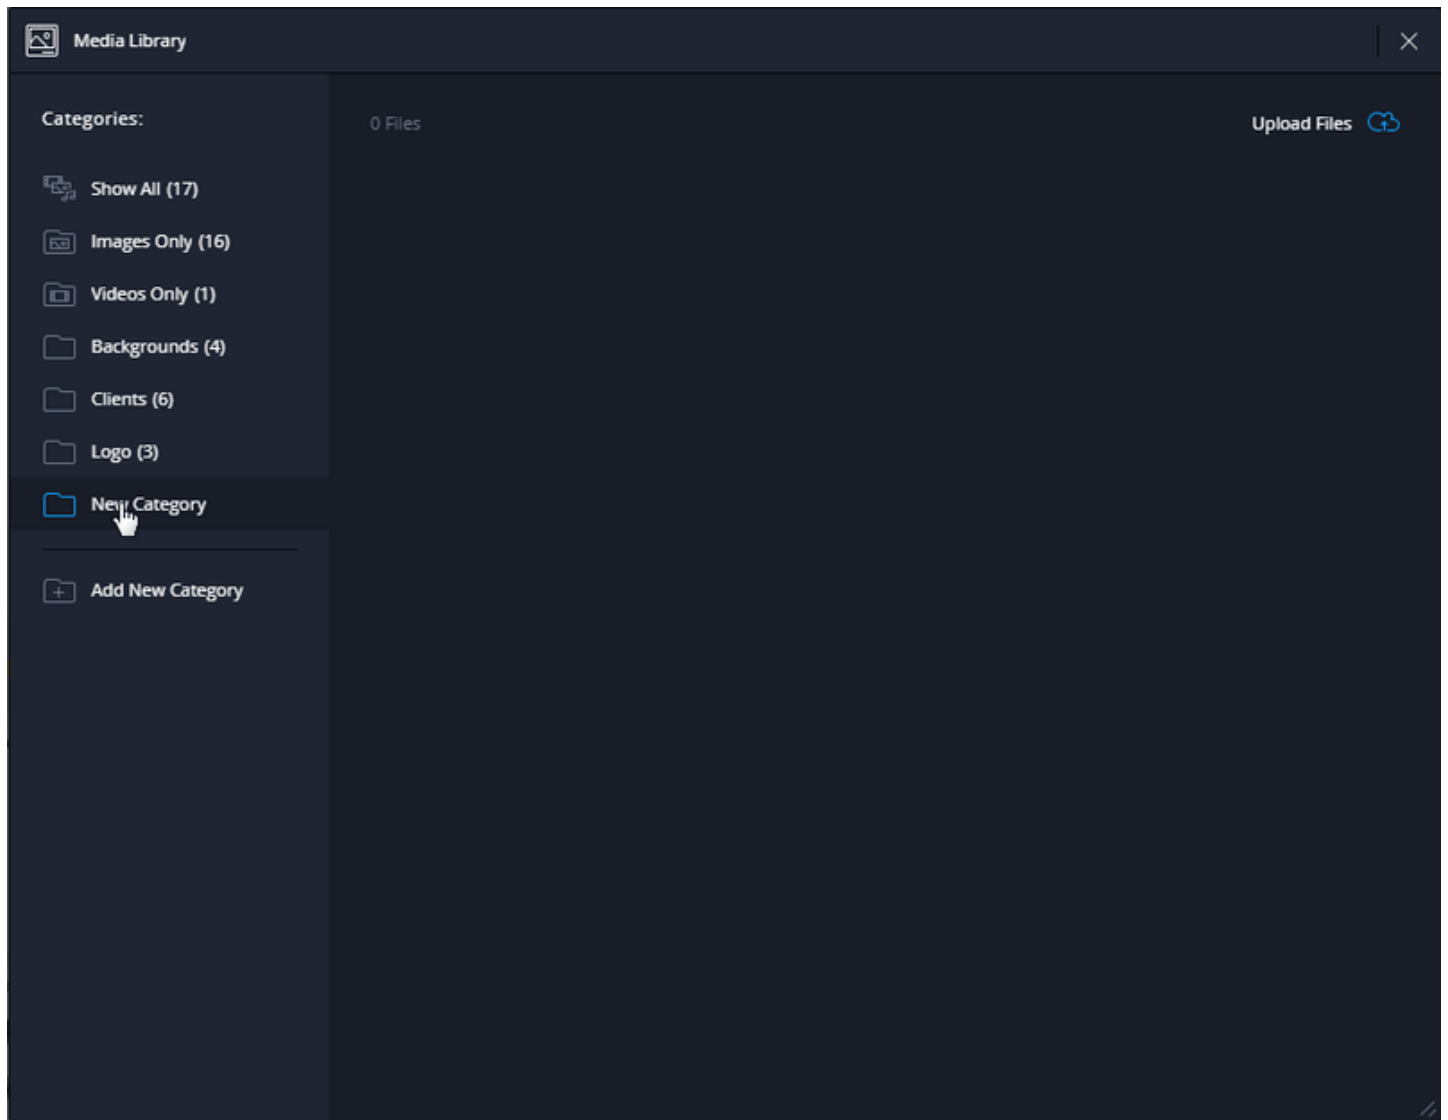 Media Library
Categories:
0 Files
Upload Files
Show All (17)
Images Only (16)
Videos Only (1)
Backgrounds (4)
Clients (6)
Logo (3)
New Category
Add New Category